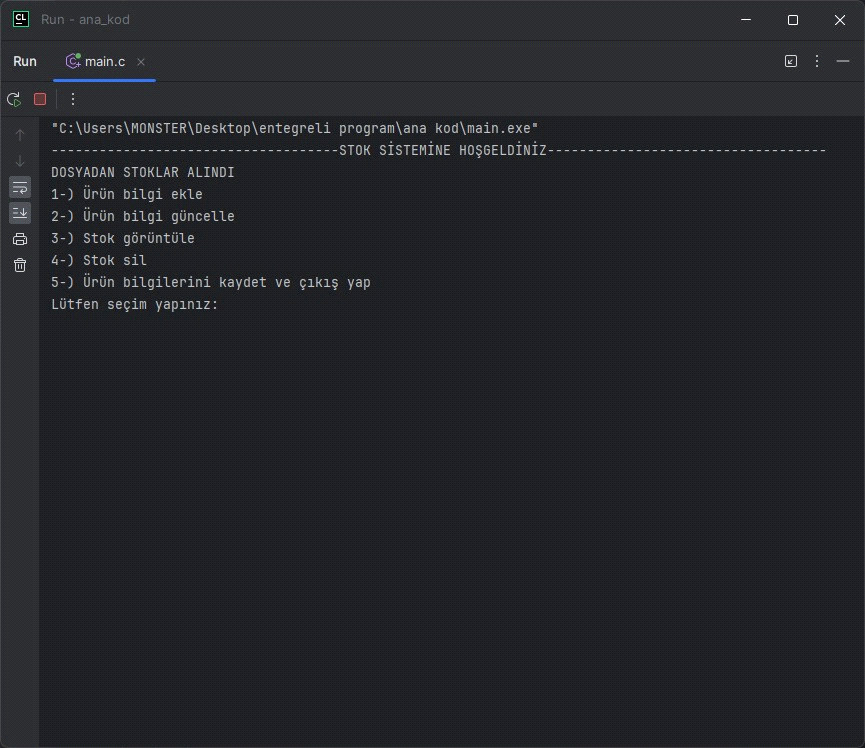 CL Run - ana_kod
Run main.c
"C:\Users\MONSTER\Desktop\entegreli program\ana kod\main.exe"
------------------------------------STOK SİSTEMİNE HOŞGELDİNİZ-----------------------------------
DOSYADAN STOKLAR ALINDI
1-) Ürün bilgi ekle
2-) Ürün bilgi güncelle
3-) Stok görüntüle
4-) Stok sil
5-) Ürün bilgilerini kaydet ve çıkış yap
Lütfen seçim yapınız: